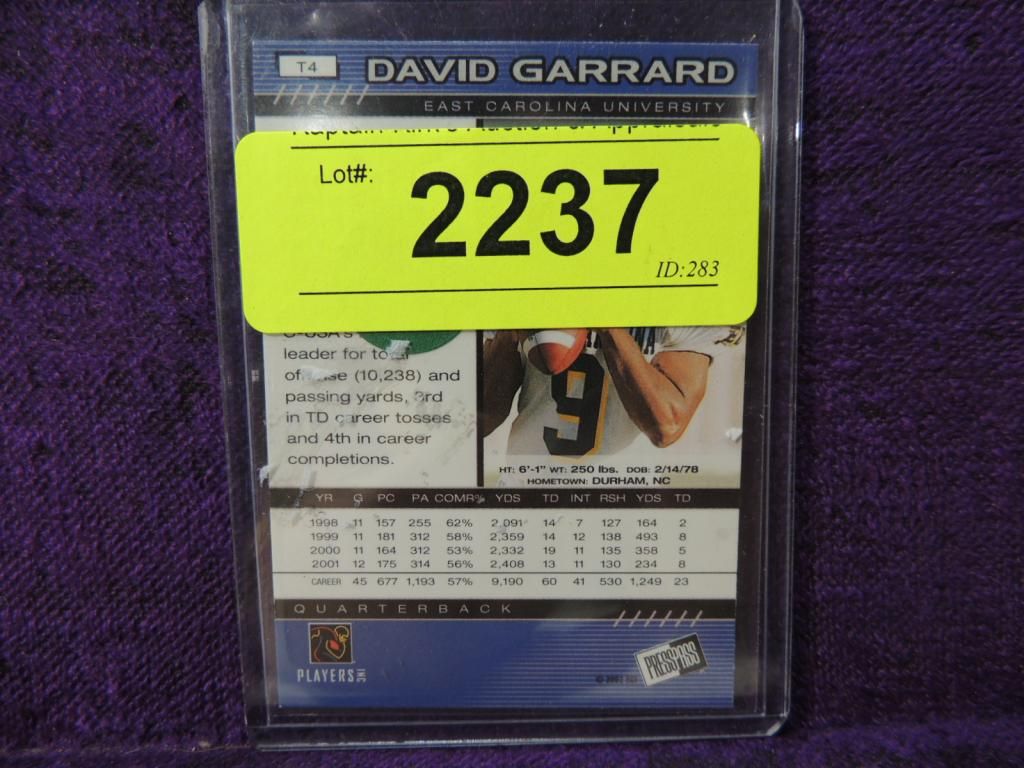 T4 DAVID GARRARD
EAST CAROLINA UNIVERSITY
Lot#: 2237
ID:283
leader for total
offense (10,238) and
passing yards, 3rd
in TD career tosses
and 4th in career
completions.
9
HT: 6'-1" WT: 250 lbs. DOB: 2/14/78
HOMETOWN: DURHAM, NC
YR G PC PA COMP% YDS TD INT RSH YDS TD
1998 11 157 255 62% 2,091 14 7 127 164 2
1999 11 181 312 58% 2,359 14 12 138 493 8
2000 11 164 312 53% 2,332 19 11 135 358 5
2001 12 175 314 56% 2,408 13 11 130 234 8
CAREER 45 677 1,193 57% 9,190 60 41 530 1,249 23
QUARTERBACK
PLAYERS INC
PRESS PASS